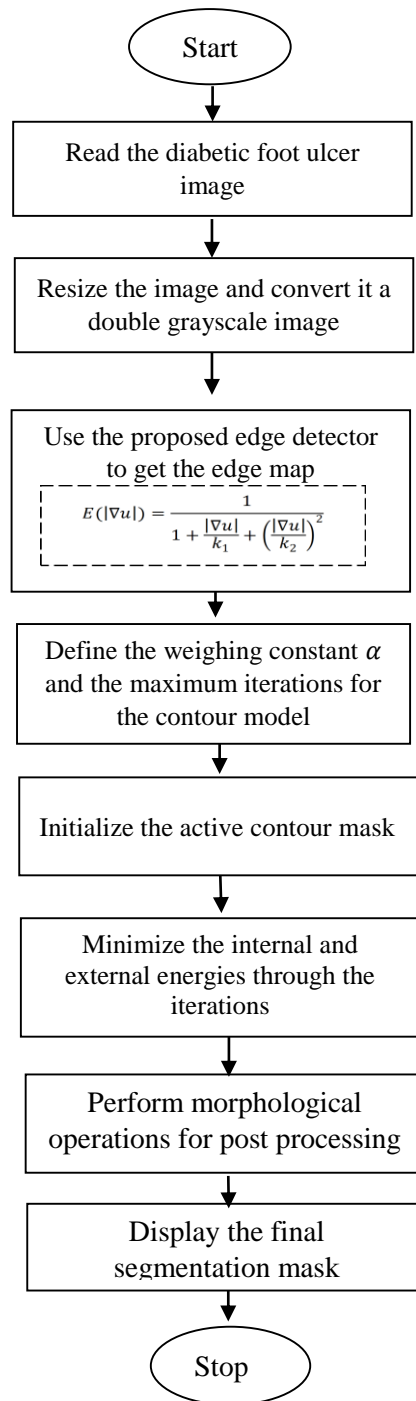 Start
Read the diabetic foot ulcer
image
Resize the image and convert it a
double grayscale image
Use the proposed edge detector
to get the edge map
E(|∇u|) = 1 / (1 + |∇u|/k₁ + (|∇u|/k₂)²)
Define the weighing constant α
and the maximum iterations for
the contour model
Initialize the active contour mask
Minimize the internal and
external energies through the
iterations
Perform morphological
operations for post processing
Display the final
segmentation mask
Stop